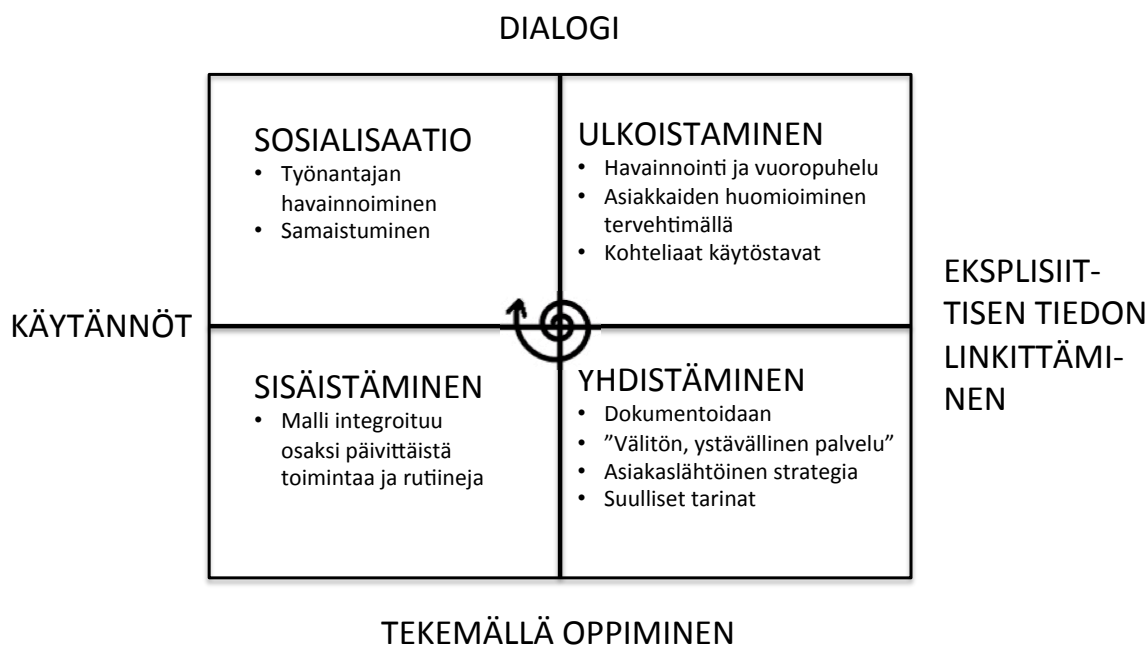 DIALOGI
SOSIALISAATIO
• Työnantajan
havainnoiminen
• Samaistuminen
ULKOISTAMINEN
• Havainnointi ja vuoropuhelu
• Asiakkaiden huomioiminen
tervehtimällä
• Kohteliaat käytöstavat
KÄYTÄNNÖT
EKSPLISIIT-
TISEN TIEDON
LINKITTÄMI-
NEN
SISÄISTÄMINEN
• Malli integroituu
osaksi päivittäistä
toimintaa ja rutiineja
YHDISTÄMINEN
• Dokumentoidaan
• ”Välitön, ystävällinen palvelu”
• Asiakaslähtöinen strategia
• Suulliset tarinat
TEKEMÄLLÄ OPPIMINEN